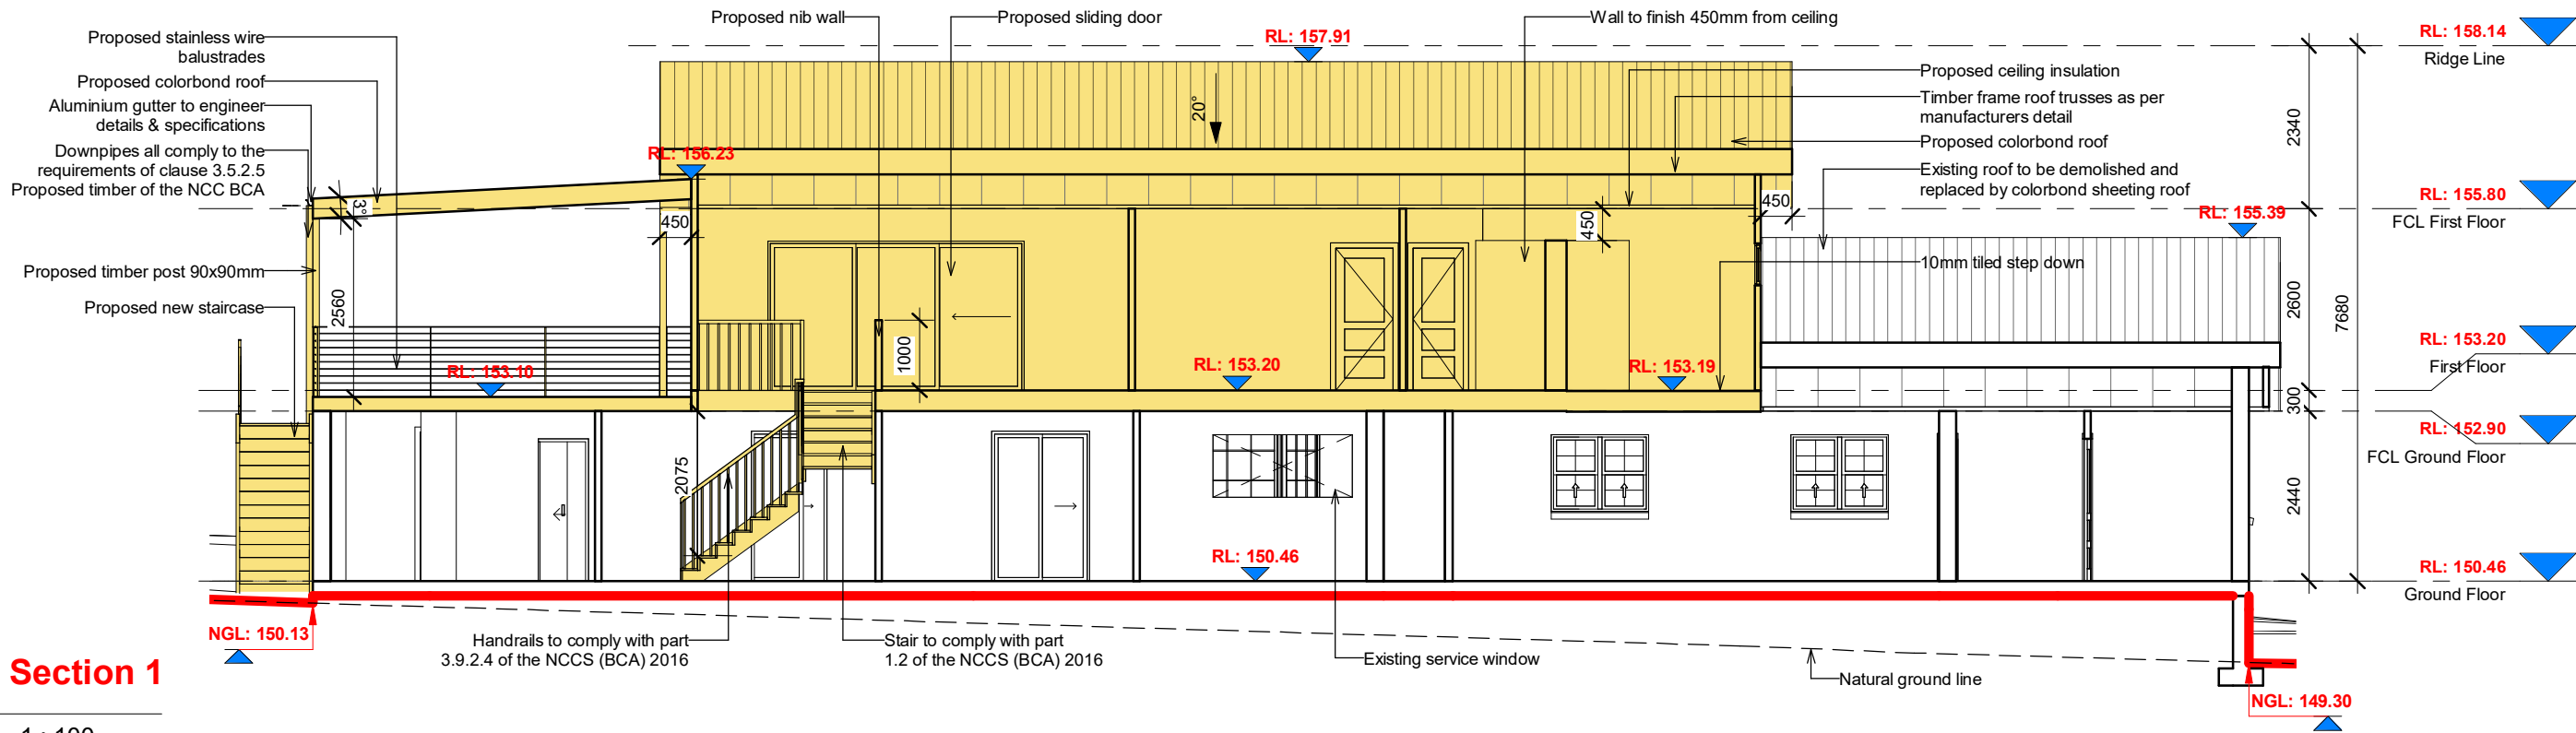 Proposed nib wall
Proposed sliding door
Wall to finish 450mm from ceiling
Proposed stainless wire
balustrades
Proposed colorbond roof
Aluminium gutter to engineer
details & specifications
Downpipes all comply to the
requirements of clause 3.5.2.5
Proposed timber of the NCC BCA
Proposed timber post 90x90mm
Proposed new staircase
RL: 157.91
RL: 158.14
Ridge Line
Proposed ceiling insulation
Timber frame roof trusses as per
manufacturers detail
Proposed colorbond roof
Existing roof to be demolished and
replaced by colorbond sheeting roof
20°
RL: 156.23
3°
450
450
450
RL: 155.39
RL: 155.80
FCL First Floor
10mm tiled step down
2340
2600
7680
300
2440
2560
1000
2075
RL: 153.10
RL: 153.20
RL: 153.19
RL: 153.20
First Floor
RL: 152.90
FCL Ground Floor
RL: 150.46
RL: 150.46
Ground Floor
NGL: 150.13
Handrails to comply with part
3.9.2.4 of the NCCS (BCA) 2016
Stair to comply with part
1.2 of the NCCS (BCA) 2016
Existing service window
Natural ground line
NGL: 149.30
Section 1